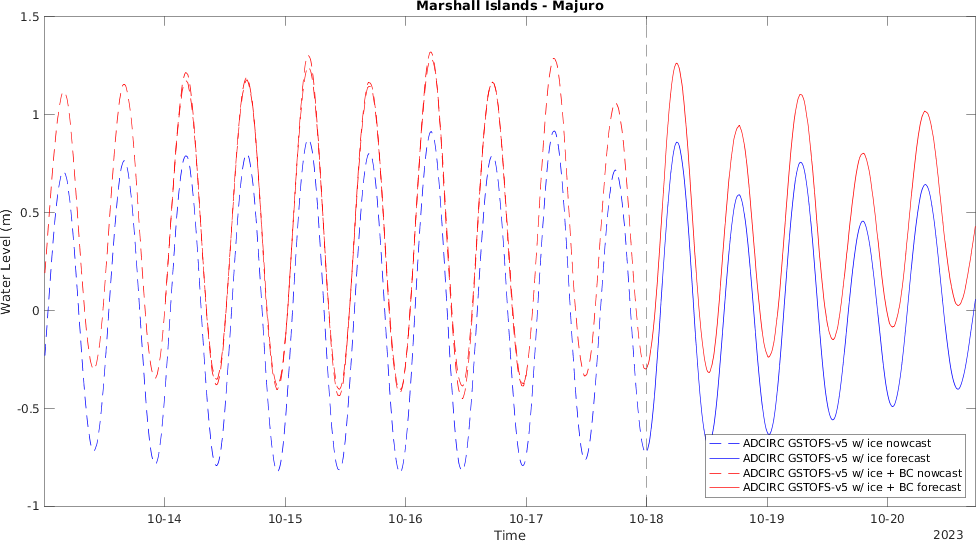 Marshall Islands - Majuro
1.5
1
0.5
0
-0.5
-1
Water Level (m)
10-14
10-15
10-16
10-17
10-18
10-19
10-20
Time
2023
ADCIRC GSTOFS-v5 w/ ice nowcast
ADCIRC GSTOFS-v5 w/ ice forecast
ADCIRC GSTOFS-v5 w/ ice + BC nowcast
ADCIRC GSTOFS-v5 w/ ice + BC forecast